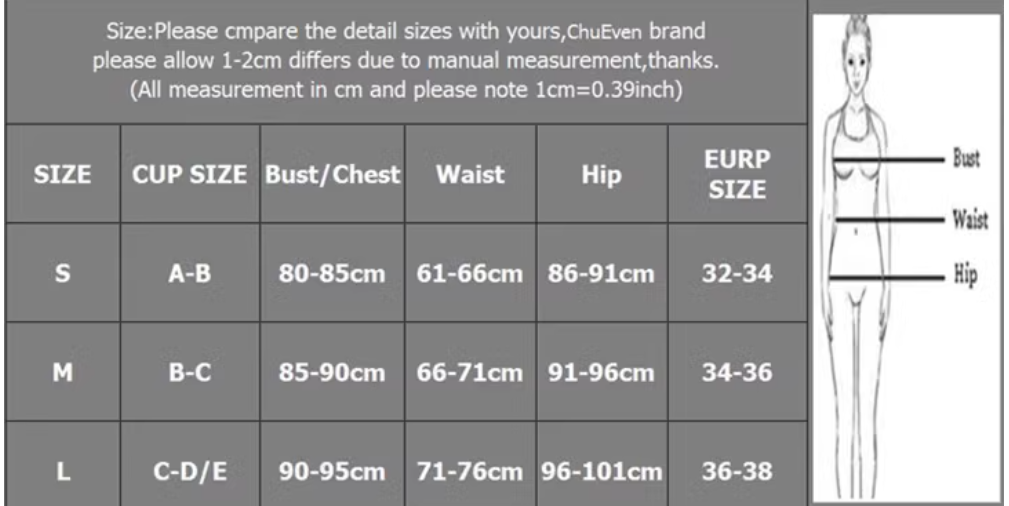 Size:Please cmpare the detail sizes with yours,ChuEven brand
please allow 1-2cm differs due to manual measurement,thanks.
(All measurement in cm and please note 1cm=0.39inch)
SIZE CUP SIZE Bust/Chest Waist Hip EURP SIZE
S A-B 80-85cm 61-66cm 86-91cm 32-34
M B-C 85-90cm 66-71cm 91-96cm 34-36
L C-D/E 90-95cm 71-76cm 96-101cm 36-38
Bust
Waist
Hip